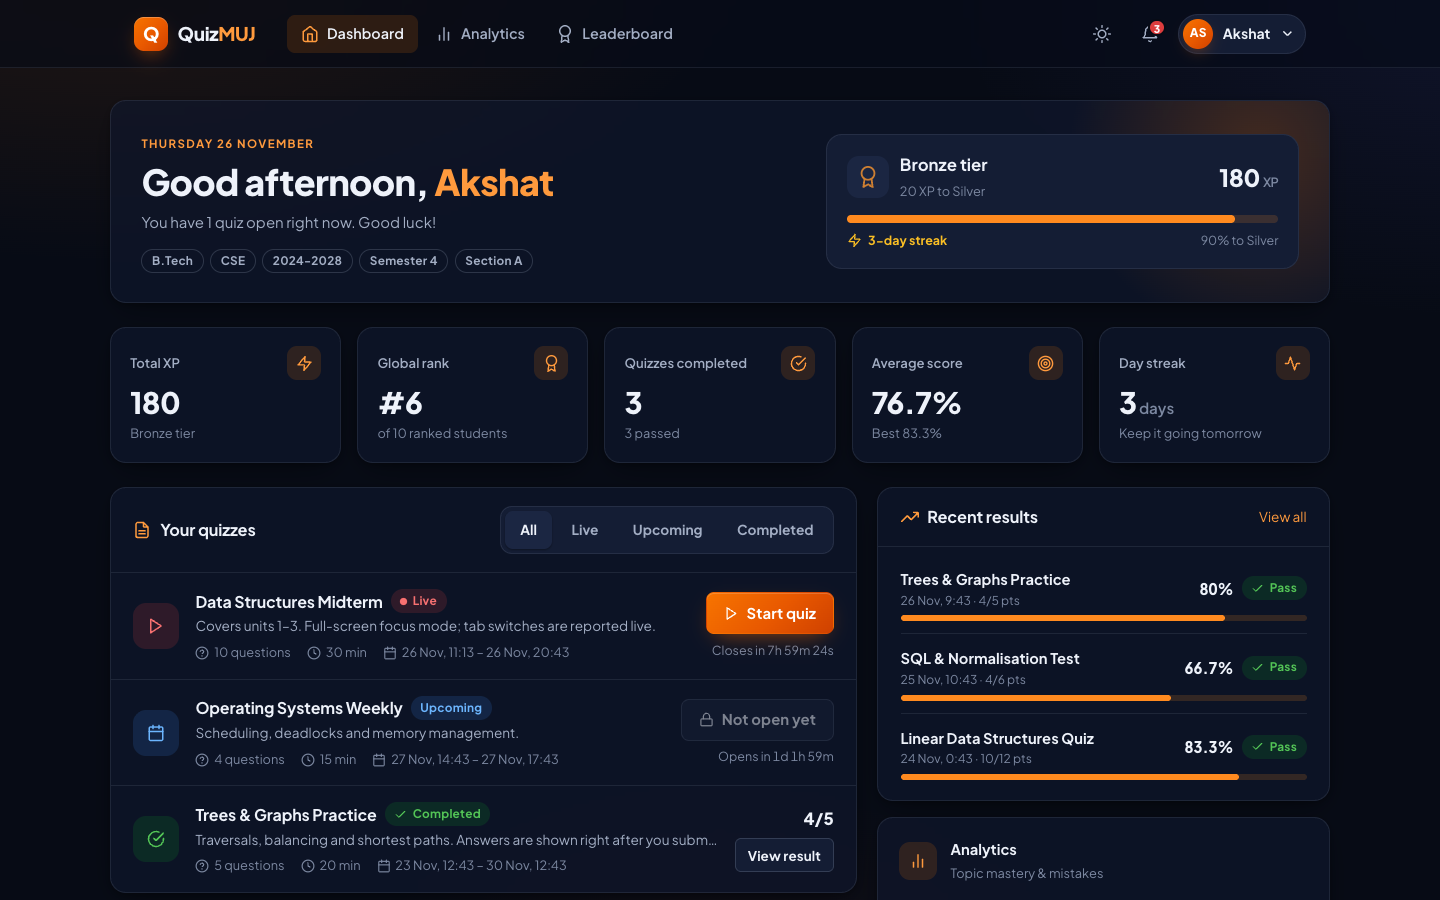 Q QuizMUJ Dashboard Analytics Leaderboard 3 AS Akshat
THURSDAY 26 NOVEMBER
Good afternoon, Akshat
You have 1 quiz open right now. Good luck!
B.Tech CSE 2024–2028 Semester 4 Section A
Bronze tier
20 XP to Silver
180 XP
3-day streak
90% to Silver
Total XP
180
Bronze tier
Global rank
#6
of 10 ranked students
Quizzes completed
3
3 passed
Average score
76.7%
Best 83.3%
Day streak
3 days
Keep it going tomorrow
Your quizzes
All Live Upcoming Completed
Data Structures Midterm Live
Covers units 1–3. Full-screen focus mode; tab switches are reported live.
10 questions 30 min 26 Nov, 11:13 – 26 Nov, 20:43
Start quiz
Closes in 7h 59m 24s
Operating Systems Weekly Upcoming
Scheduling, deadlocks and memory management.
4 questions 15 min 27 Nov, 14:43 – 27 Nov, 17:43
Not open yet
Opens in 1d 1h 59m
Trees & Graphs Practice Completed
Traversals, balancing and shortest paths. Answers are shown right after you subm…
5 questions 20 min 23 Nov, 12:43 – 30 Nov, 12:43
4/5
View result
Recent results
View all
Trees & Graphs Practice
26 Nov, 9:43 · 4/5 pts
80% Pass
SQL & Normalisation Test
25 Nov, 10:43 · 4/6 pts
66.7% Pass
Linear Data Structures Quiz
24 Nov, 0:43 · 10/12 pts
83.3% Pass
Analytics
Topic mastery & mistakes